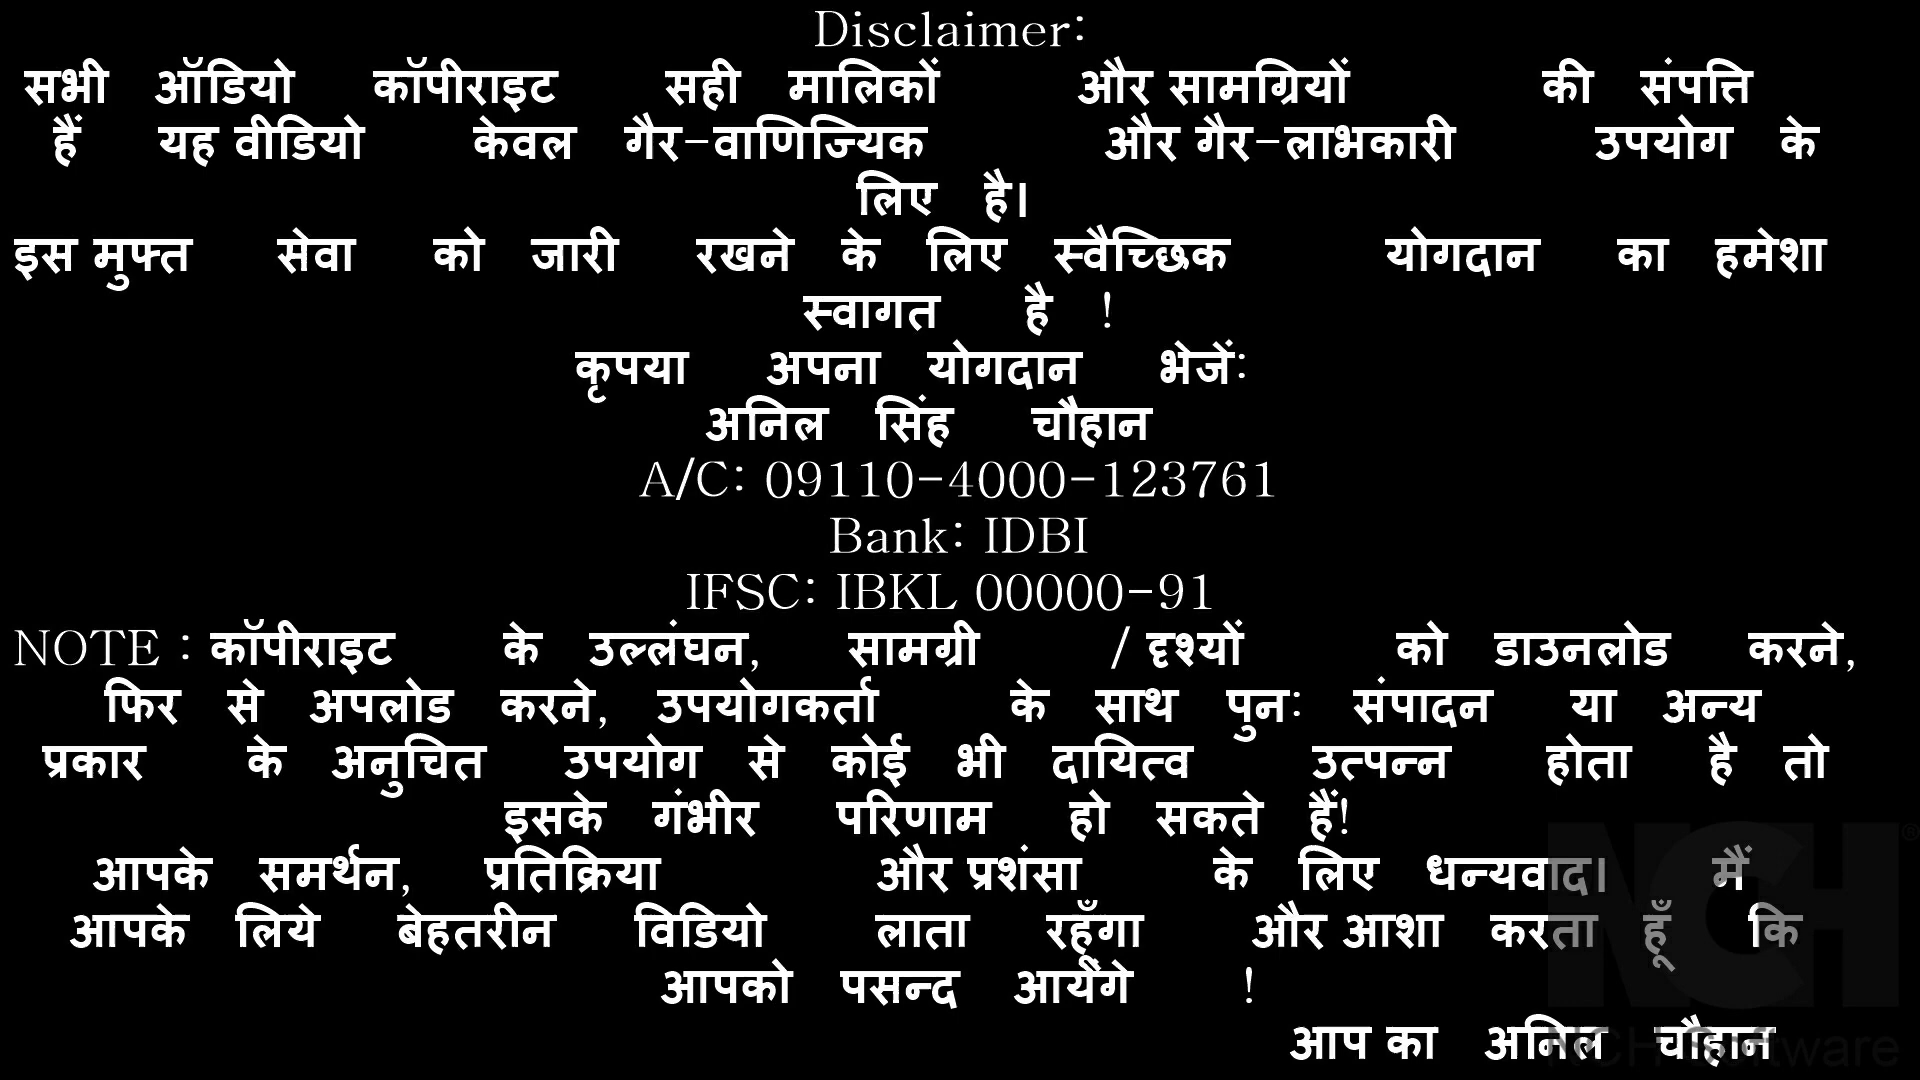 Disclaimer:
सभी ऑडियो कॉपीराइट सही मालिकों और सामग्रियों की संपत्ति
हैं यह वीडियो केवल गैर-वाणिज्यिक और गैर-लाभकारी उपयोग के
लिए है।
इस मुफ्त सेवा को जारी रखने के लिए स्वैच्छिक योगदान का हमेशा
स्वागत है !
कृपया अपना योगदान भेजें:
अनिल सिंह चौहान
A/C: 09110-4000-123761
Bank: IDBI
IFSC: IBKL 00000-91
NOTE : कॉपीराइट के उल्लंघन, सामग्री / दृश्यों को डाउनलोड करने,
फिर से अपलोड करने, उपयोगकर्ता के साथ पुन: संपादन या अन्य
प्रकार के अनुचित उपयोग से कोई भी दायित्व उत्पन्न होता है तो
इसके गंभीर परिणाम हो सकते हैं!
आपके समर्थन, प्रतिक्रिया और प्रशंसा के लिए धन्यवाद। मैं
आपके लिये बेहतरीन विडियो लाता रहूँगा और आशा करता हूँ कि
आपको पसन्द आयेंगे !
आप का अनिल चौहान
NCH®
NCH Software